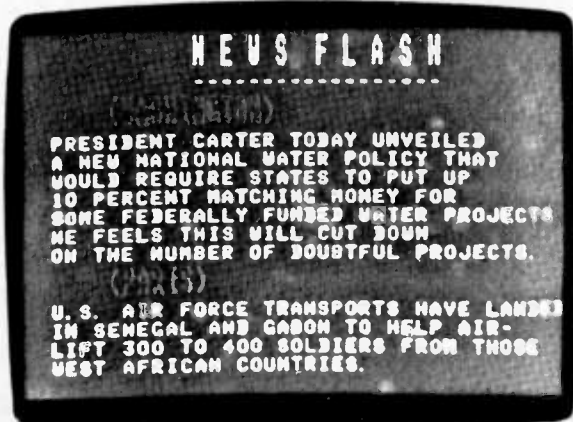 NEWS FLASH
PRESIDENT CARTER TODAY UNVEILED
A NEW NATIONAL WATER POLICY THAT
WOULD REQUIRE STATES TO PUT UP
10 PERCENT MATCHING MONEY FOR
SOME FEDERALLY FUNDED WATER PROJECTS
HE FEELS THIS WILL CUT DOWN
ON THE NUMBER OF DOUBTFUL PROJECTS.
U.S. AIR FORCE TRANSPORTS HAVE LANDED
IN SENEGAL AND GABON TO HELP AIR-
LIFT 300 TO 400 SOLDIERS FROM THOSE
WEST AFRICAN COUNTRIES.